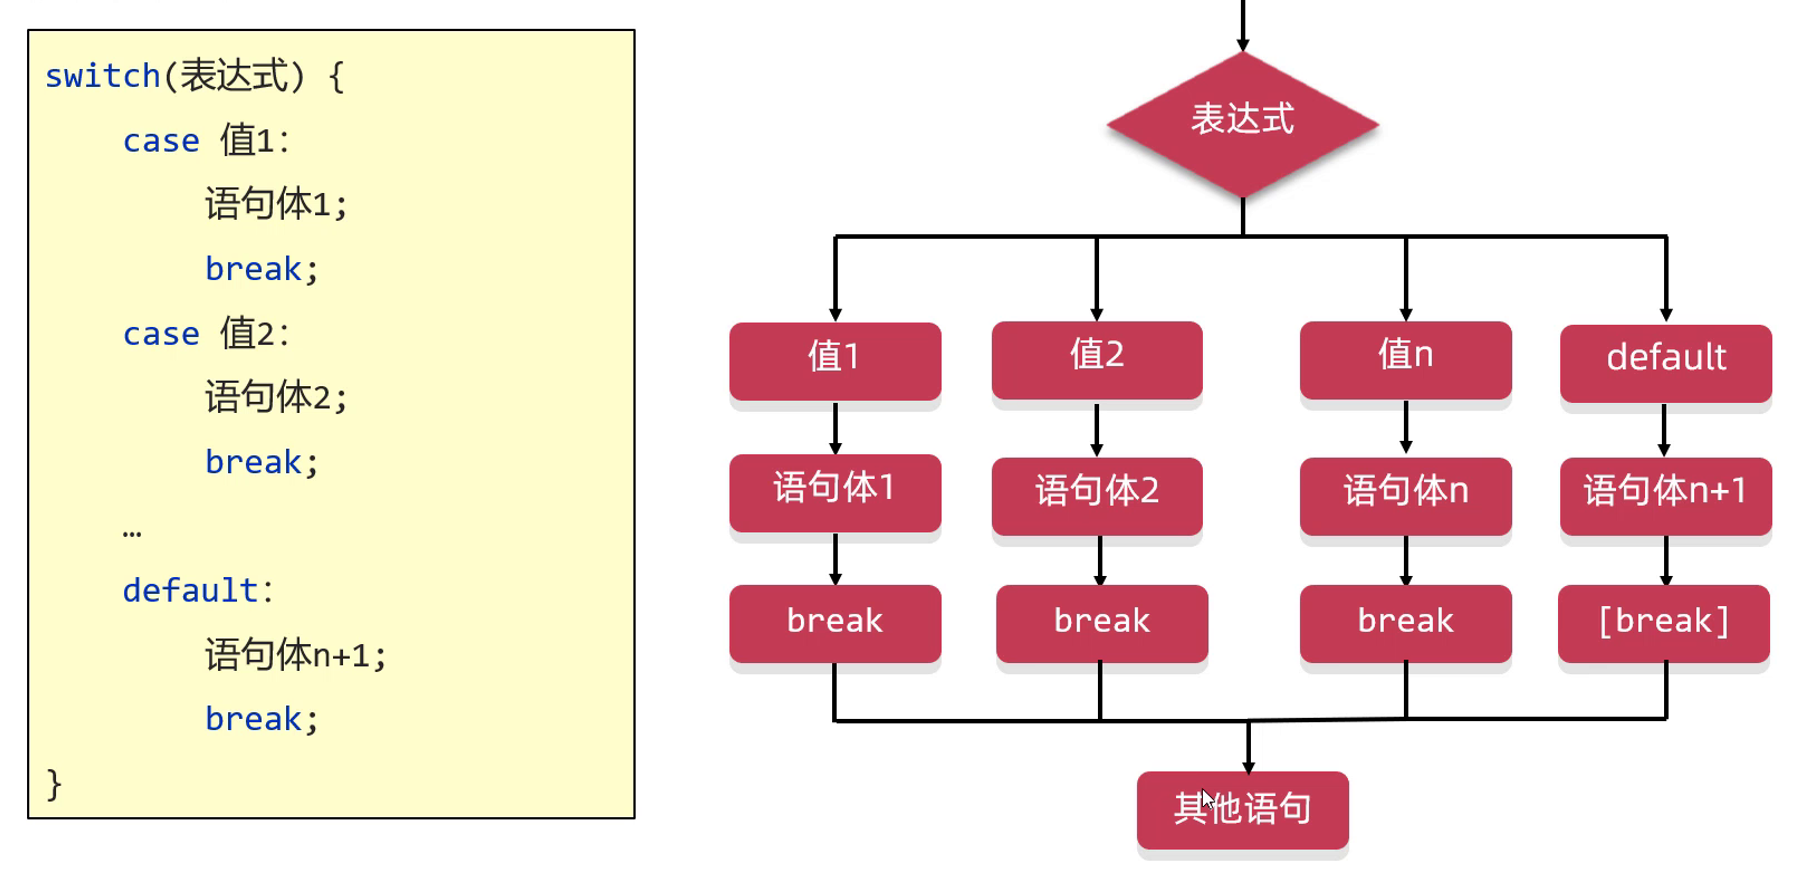 switch(表达式) {
case 值1:
语句体1;
break;
case 值2:
语句体2;
break;
…
default:
语句体n+1;
break;
}
表达式
值1
值2
值n
default
语句体1
语句体2
语句体n
语句体n+1
break
break
break
[break]
其他语句